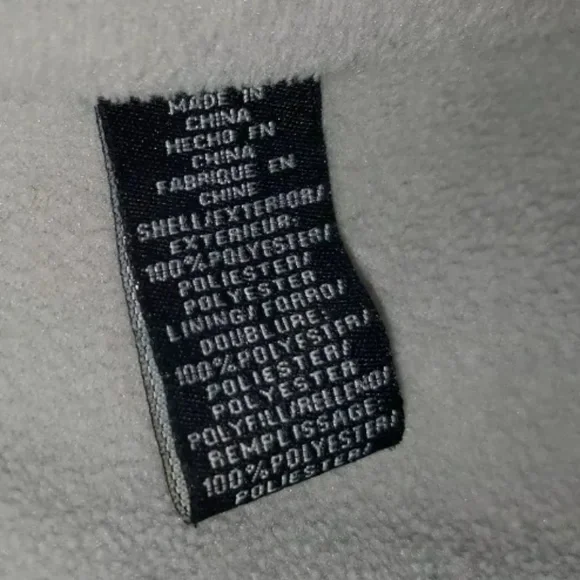 MADE IN
CHINA
HECHO EN
CHINA
FABRIQUE EN
CHINE
SHELL/EXTERIOR/
EXTERIEUR:
100%POLYESTER/
POLIESTER/
POLYESTER
LINING/FORRO/
DOUBLURE:
100%POLYESTER/
POLIESTER/
POLYESTER
POLYFILL/RELLENO/
REMPLISSAGE:
100%POLYESTER/
POLIESTER/